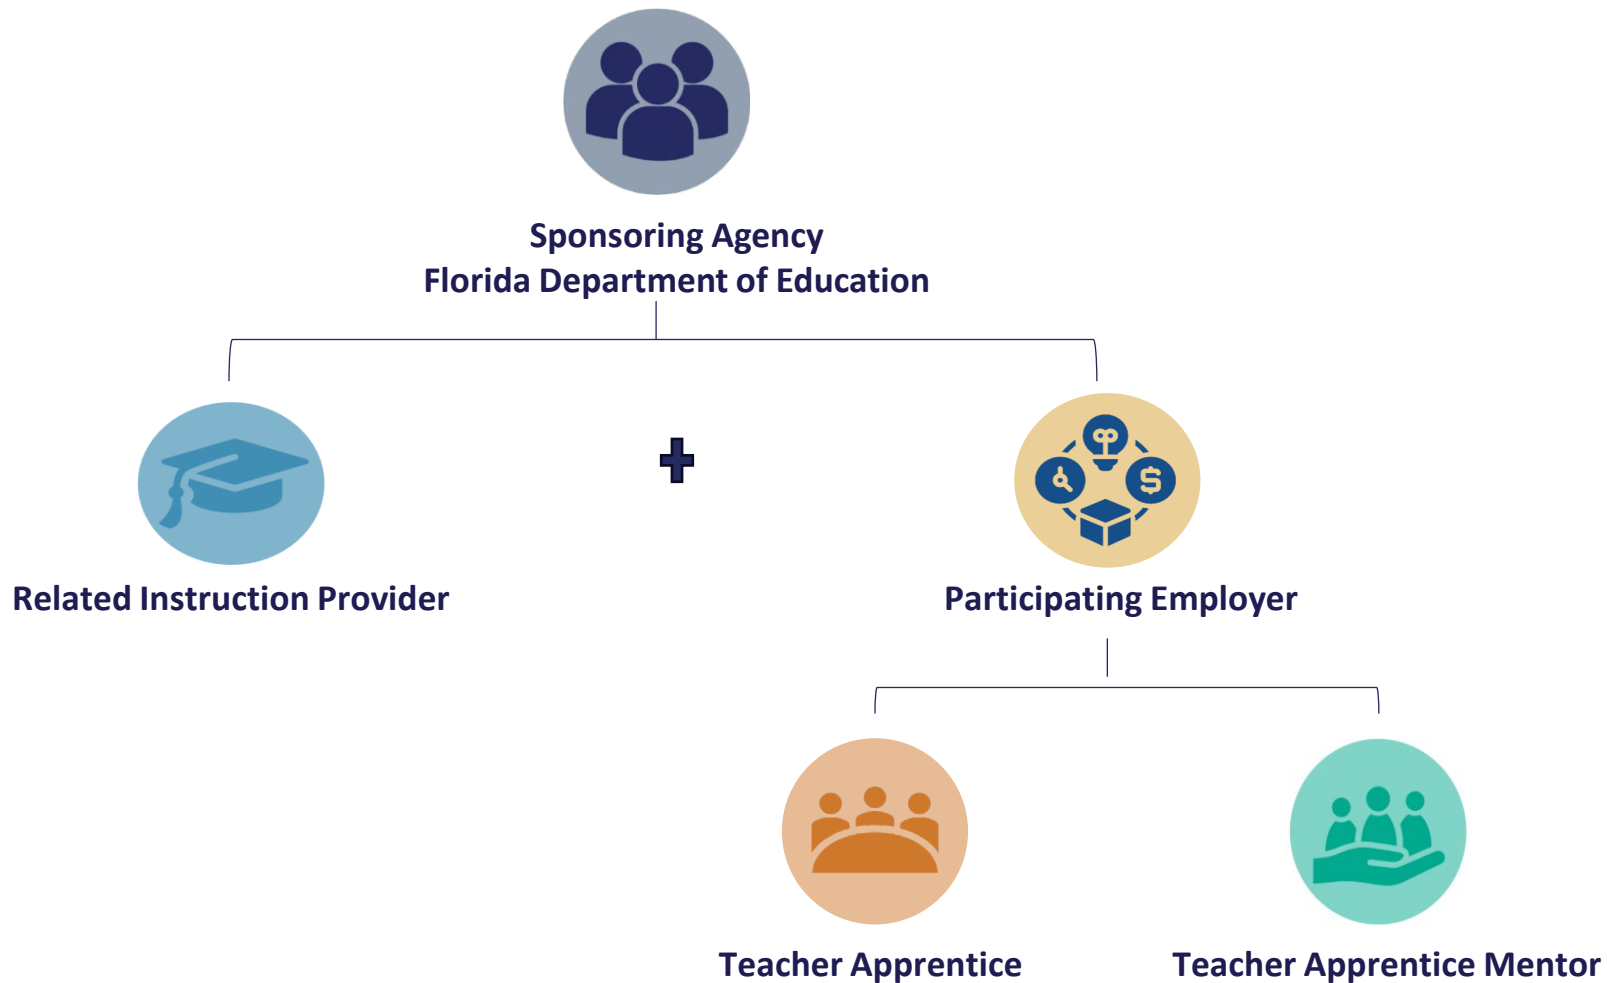 Sponsoring Agency
Florida Department of Education
Related Instruction Provider
Participating Employer
Teacher Apprentice
Teacher Apprentice Mentor